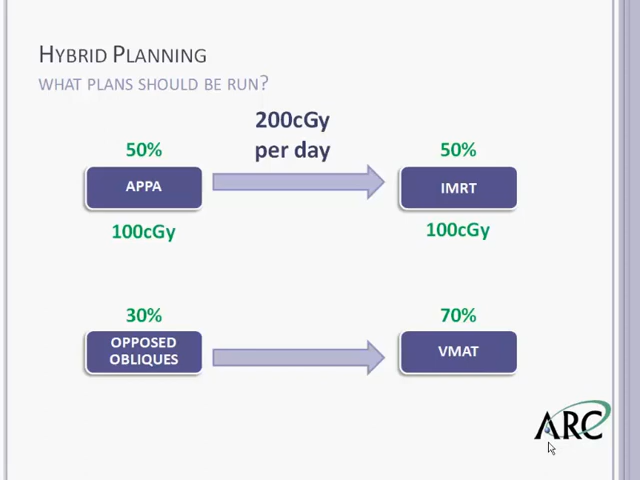 HYBRID PLANNING
WHAT PLANS SHOULD BE RUN?
200cGy
per day
50%
APPA
100cGy
50%
IMRT
100cGy
30%
OPPOSED
OBLIQUES
70%
VMAT
ARC